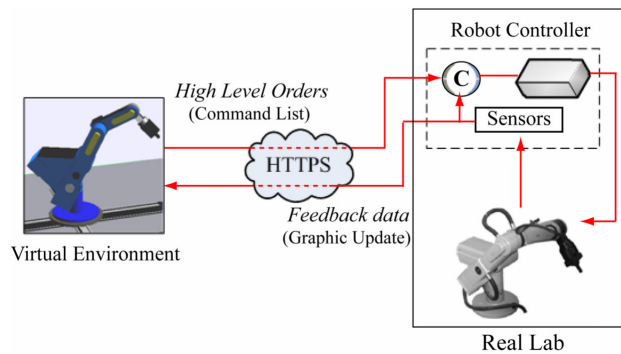 Robot Controller
High Level Orders
(Command List)
C
Sensors
HTTPS
Feedback data
(Graphic Update)
Virtual Environment
Real Lab